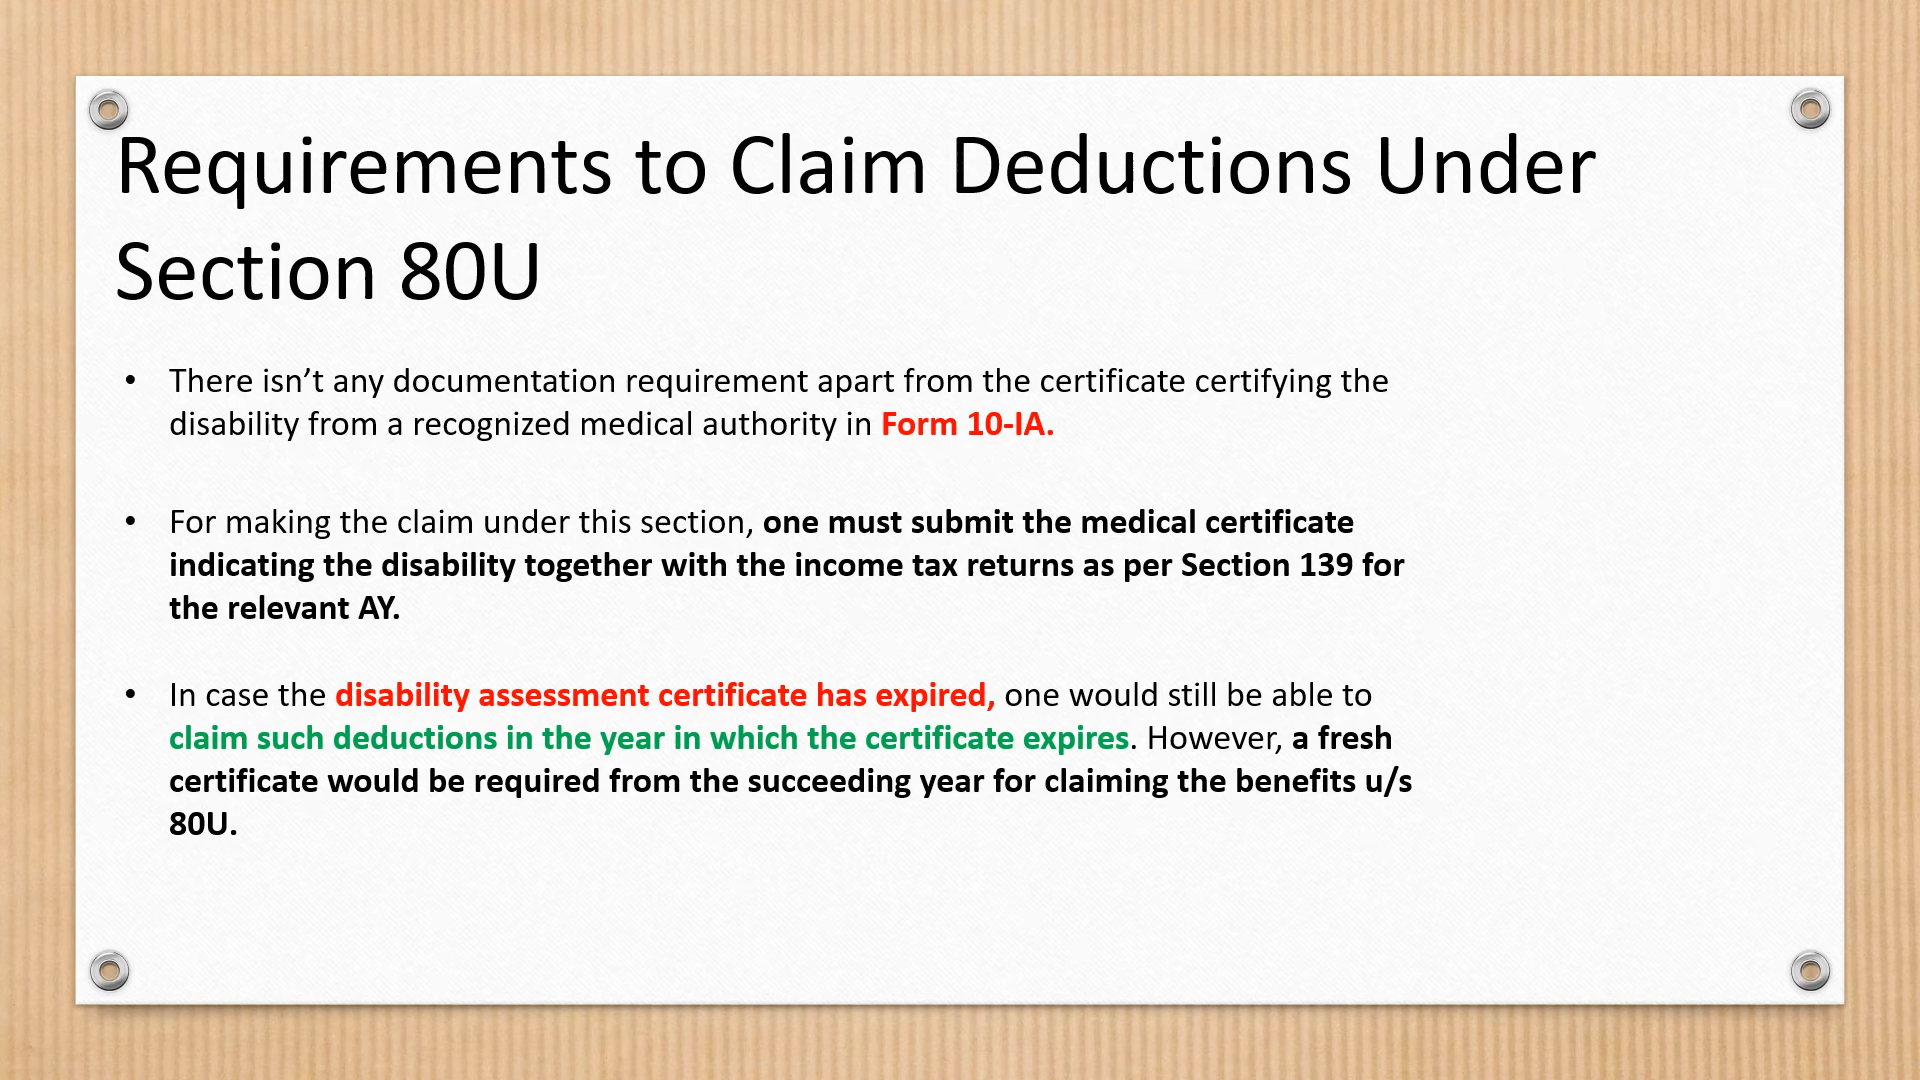 Requirements to Claim Deductions Under
Section 80U
• There isn’t any documentation requirement apart from the certificate certifying the
disability from a recognized medical authority in Form 10-IA.
• For making the claim under this section, one must submit the medical certificate
indicating the disability together with the income tax returns as per Section 139 for
the relevant AY.
• In case the disability assessment certificate has expired, one would still be able to
claim such deductions in the year in which the certificate expires. However, a fresh
certificate would be required from the succeeding year for claiming the benefits u/s
80U.